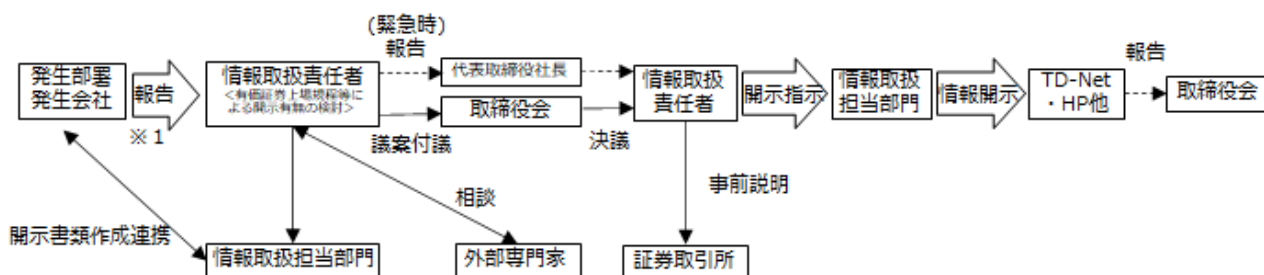 (緊急時)
報告
発生部署
発生会社
報告
※1
情報取扱責任者
<有価証券上場規程等に
よる開示有無の検討>
代表取締役社長
取締役会
議案付議
決議
情報取扱
責任者
開示指示
情報取扱
担当部門
情報開示
TD-Net
・HP他
報告
取締役会
開示書類作成連携
相談
事前説明
情報取扱担当部門
外部専門家
証券取引所